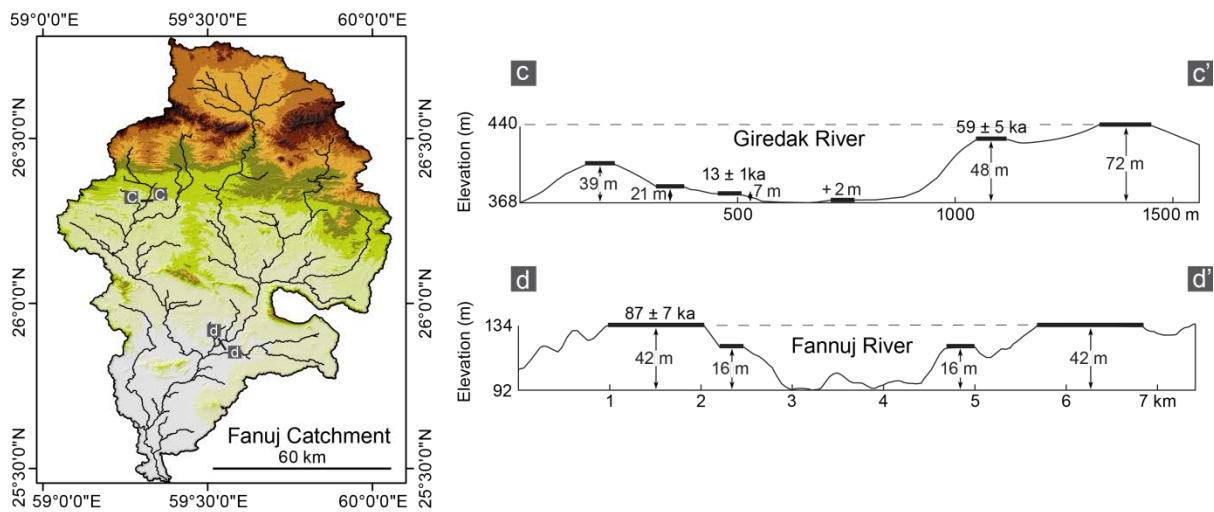 59°0'0"N 59°30'0"E 60°0'0"N
26°30'0"N
26°0'0"N
25°30'0"N
26°30'0"N
26°0'0"N
25°30'0"N
C C
d d
Fanuj Catchment
60 km
59°0'0"N 59°30'0"E 60°0'0"N
c c'
Elevation (m)
440
368
Giredak River
39 m
21 m
13 ± 1ka
7 m
+2 m
59 ± 5 ka
48 m
72 m
500 1000 1500 m
d d'
Elevation (m)
134
92
87 ± 7 ka
Fannuj River
42 m
16 m
16 m
42 m
1 2 3 4 5 6 7 km